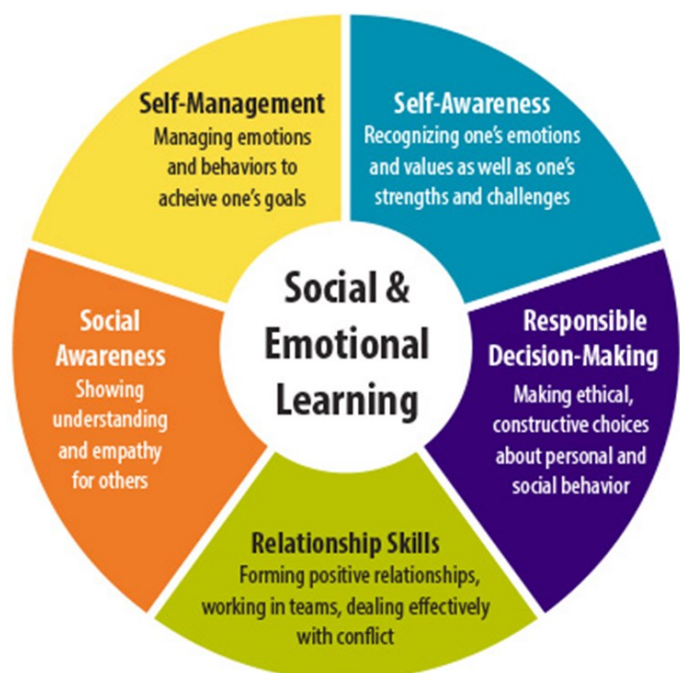 Self-Management
Managing emotions
and behaviors to
acheive one's goals
Self-Awareness
Recognizing one's emotions
and values as well as one's
strengths and challenges
Social &
Emotional
Learning
Social
Awareness
Showing
understanding
and empathy
for others
Responsible
Decision-Making
Making ethical,
constructive choices
about personal and
social behavior
Relationship Skills
Forming positive relationships,
working in teams, dealing effectively
with conflict